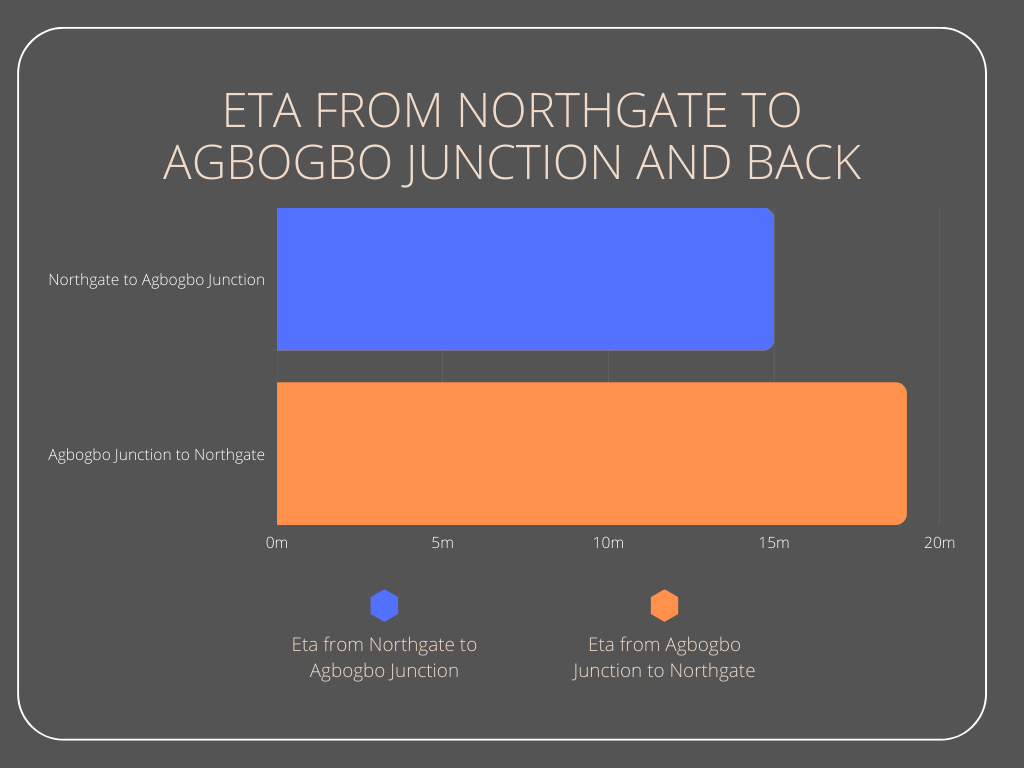 ETA FROM NORTHGATE TO
AGBOGBO JUNCTION AND BACK
Northgate to Agbogbo Junction
Agbogbo Junction to Northgate
0m 5m 10m 15m 20m
Eta from Northgate to
Agbogbo Junction
Eta from Agbogbo
Junction to Northgate